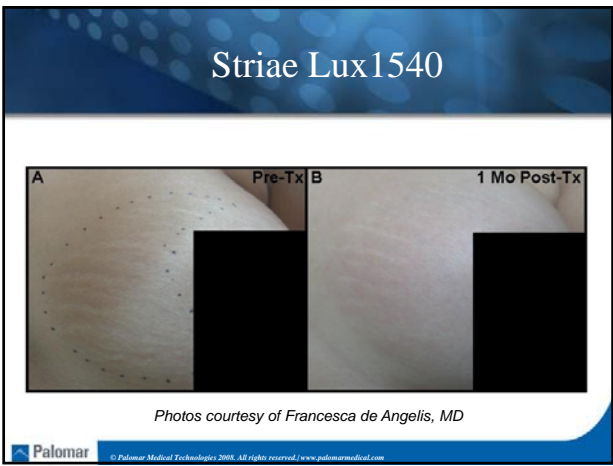 Striae Lux1540
A Pre-Tx B 1 Mo Post-Tx
Photos courtesy of Francesca de Angelis, MD
Palomar © Palomar Medical Technologies 2008. All rights reserved. | www.palomarmedical.com